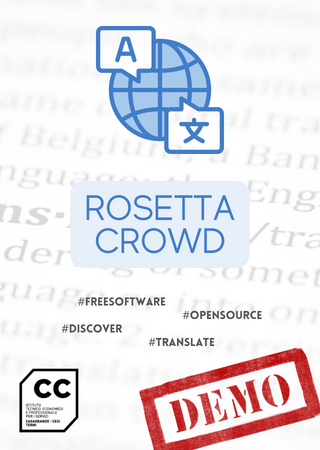 A
文
ROSETTA
CROWD
#FREESOFTWARE
#OPENSOURCE
#DISCOVER
#TRANSLATE
CC
ISTITUTO
TECNICO ECONOMICO
E PROFESSIONALE
PER I SERVIZI
CASAGRANDE - CESI
TERNI
DEMO